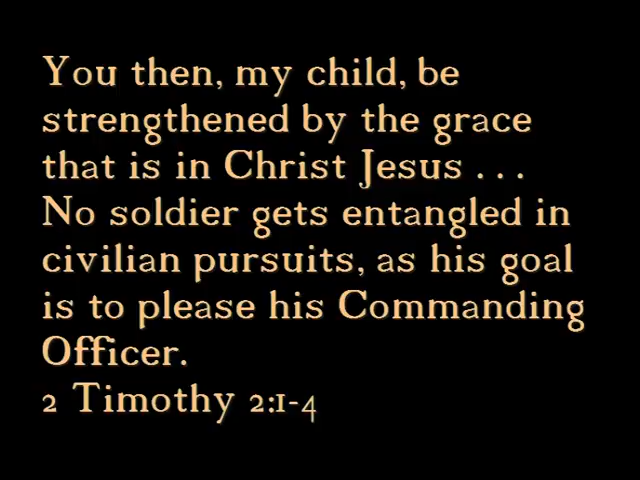 You then, my child, be
strengthened by the grace
that is in Christ Jesus . . .
No soldier gets entangled in
civilian pursuits, as his goal
is to please his Commanding
Officer.
2 Timothy 2:1-4